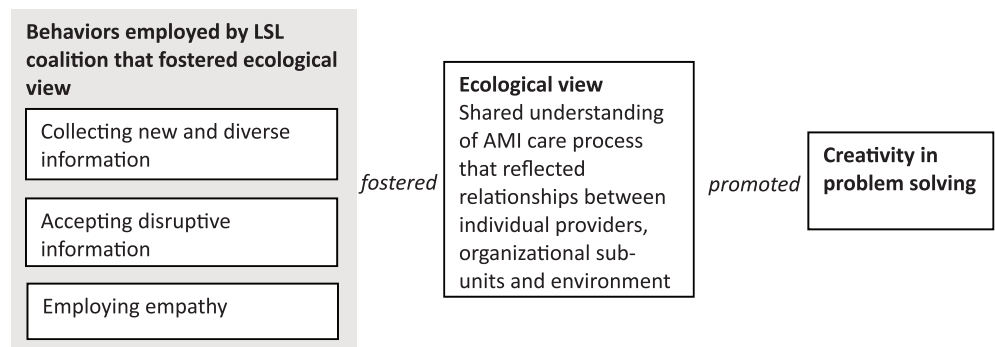 Behaviors employed by LSL
coalition that fostered ecological
view
Collecting new and diverse
information
Accepting disruptive
information
Employing empathy
fostered
Ecological view
Shared understanding
of AMI care process
that reflected
relationships between
individual providers,
organizational sub-
units and environment
promoted
Creativity in
problem solving